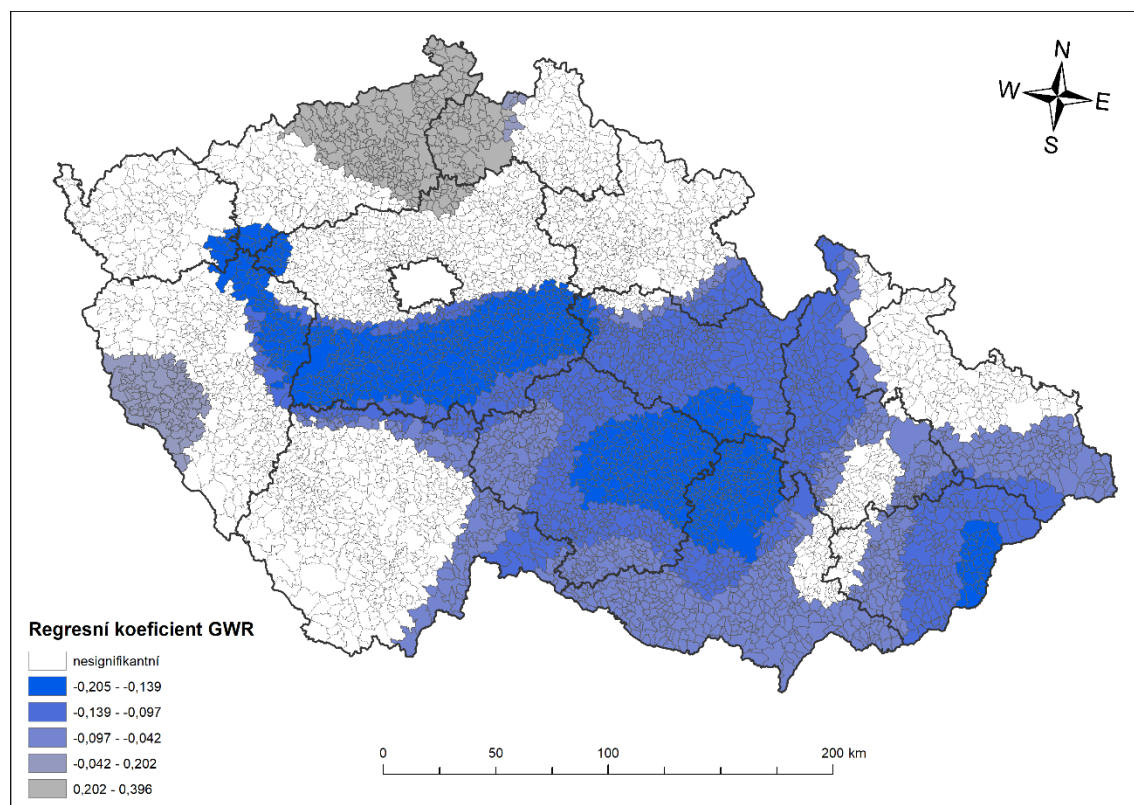 N
W E
S
Regresní koeficient GWR
nesignifikantní
-0,205 - -0,139
-0,139 - -0,097
-0,097 - -0,042
-0,042 - 0,202
0,202 - 0,396
0 50 100 200 km